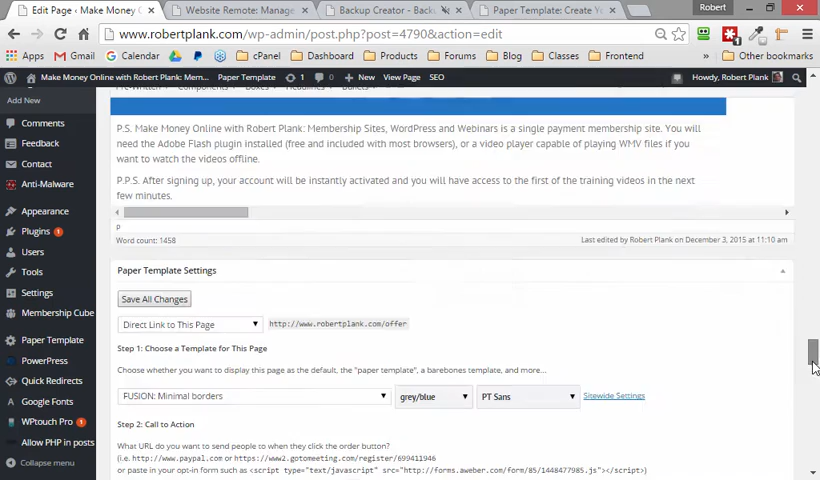 Robert
Edit Page ‹ Make Money O
Website Remote: Manage
Backup Creator - Back
Paper Template: Create Yo
www.robertplank.com/wp-admin/post.php?post=4790&action=edit
Apps
Gmail
Calendar
cPanel
Dashboard
Forums
Blog
Classes
Frontend
Other bookmarks
Make Money Online with Robert Plank: Mem...
Paper Template
1
0
New
View Page
SEO
Howdy, Robert Plank
Add New
Comments
Feedback
Contact
Anti-Malware
Appearance
Plugins 1
Users
Tools
Settings
Membership Cube
Paper Template
PowerPress
Quick Redirects
Google Fonts
WPtouch Pro 1
Allow PHP in posts
Collapse menu
Pre-Written
Components
Boxes
Headlines
Bullets
P.S. Make Money Online with Robert Plank: Membership Sites, WordPress and Webinars is a single payment membership site. You will
need the Adobe Flash plugin installed (free and included with most browsers), or a video player capable of playing WMV files if you
want to watch the videos offline.
P.P.S. After signing up, your account will be instantly activated and you will have access to the first of the training videos in the next
few minutes.
p
Word count: 1458
Last edited by Robert Plank on December 3, 2015 at 11:10 am
Paper Template Settings
Save All Changes
Direct Link to This Page
http://www.robertplank.com/offer
Step 1: Choose a Template for This Page
Choose whether you want to display this page as the default, the "paper template", a barebones template, and more...
FUSION: Minimal borders
grey/blue
PT Sans
Sitewide Settings
Step 2: Call to Action
What URL do you want to send people to when they click the order button?
(i.e. http://www.paypal.com or https://www2.gotomeeting.com/register/699411946
or paste in your opt-in form such as <script type="text/javascript" src="http://forms.aweber.com/form/85/1448477985.js"></script>)